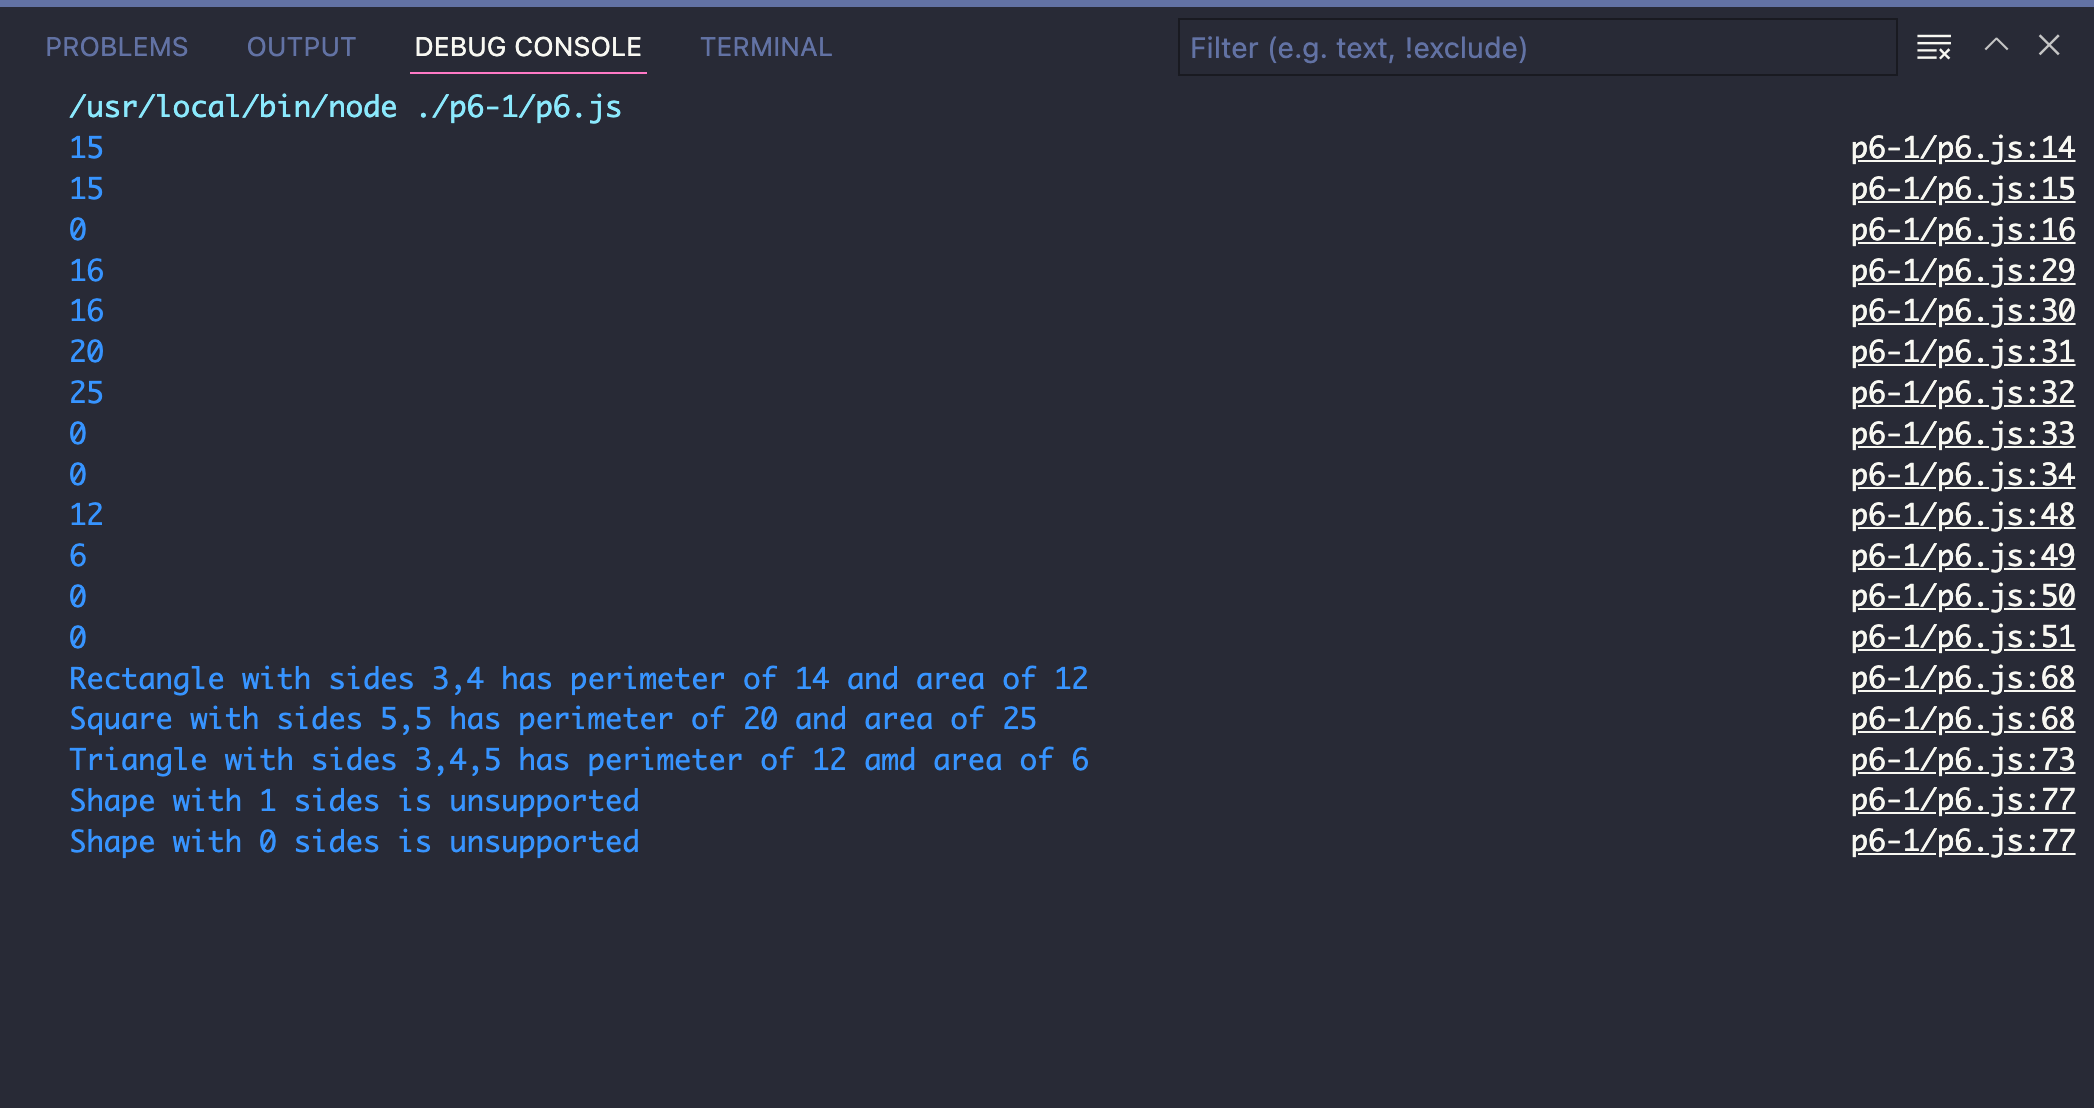 PROBLEMS OUTPUT DEBUG CONSOLE TERMINAL Filter (e.g. text, !exclude)
/usr/local/bin/node ./p6-1/p6.js
15 p6-1/p6.js:14
15 p6-1/p6.js:15
0 p6-1/p6.js:16
16 p6-1/p6.js:29
16 p6-1/p6.js:30
20 p6-1/p6.js:31
25 p6-1/p6.js:32
0 p6-1/p6.js:33
0 p6-1/p6.js:34
12 p6-1/p6.js:48
6 p6-1/p6.js:49
0 p6-1/p6.js:50
0 p6-1/p6.js:51
Rectangle with sides 3,4 has perimeter of 14 and area of 12 p6-1/p6.js:68
Square with sides 5,5 has perimeter of 20 and area of 25 p6-1/p6.js:68
Triangle with sides 3,4,5 has perimeter of 12 amd area of 6 p6-1/p6.js:73
Shape with 1 sides is unsupported p6-1/p6.js:77
Shape with 0 sides is unsupported p6-1/p6.js:77